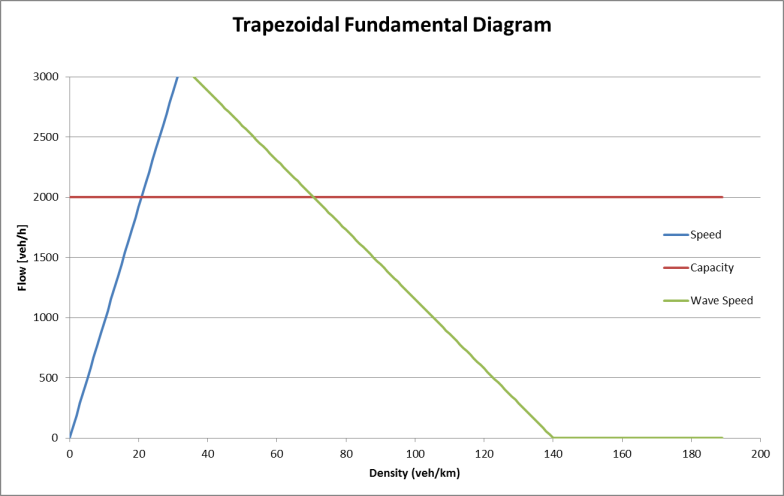 Trapezoidal Fundamental Diagram
3000
2500
2000
1500
1000
500
0
Flow [veh/h]
Speed
Capacity
Wave Speed
0 20 40 60 80 100 120 140 160 180 200
Density (veh/km)